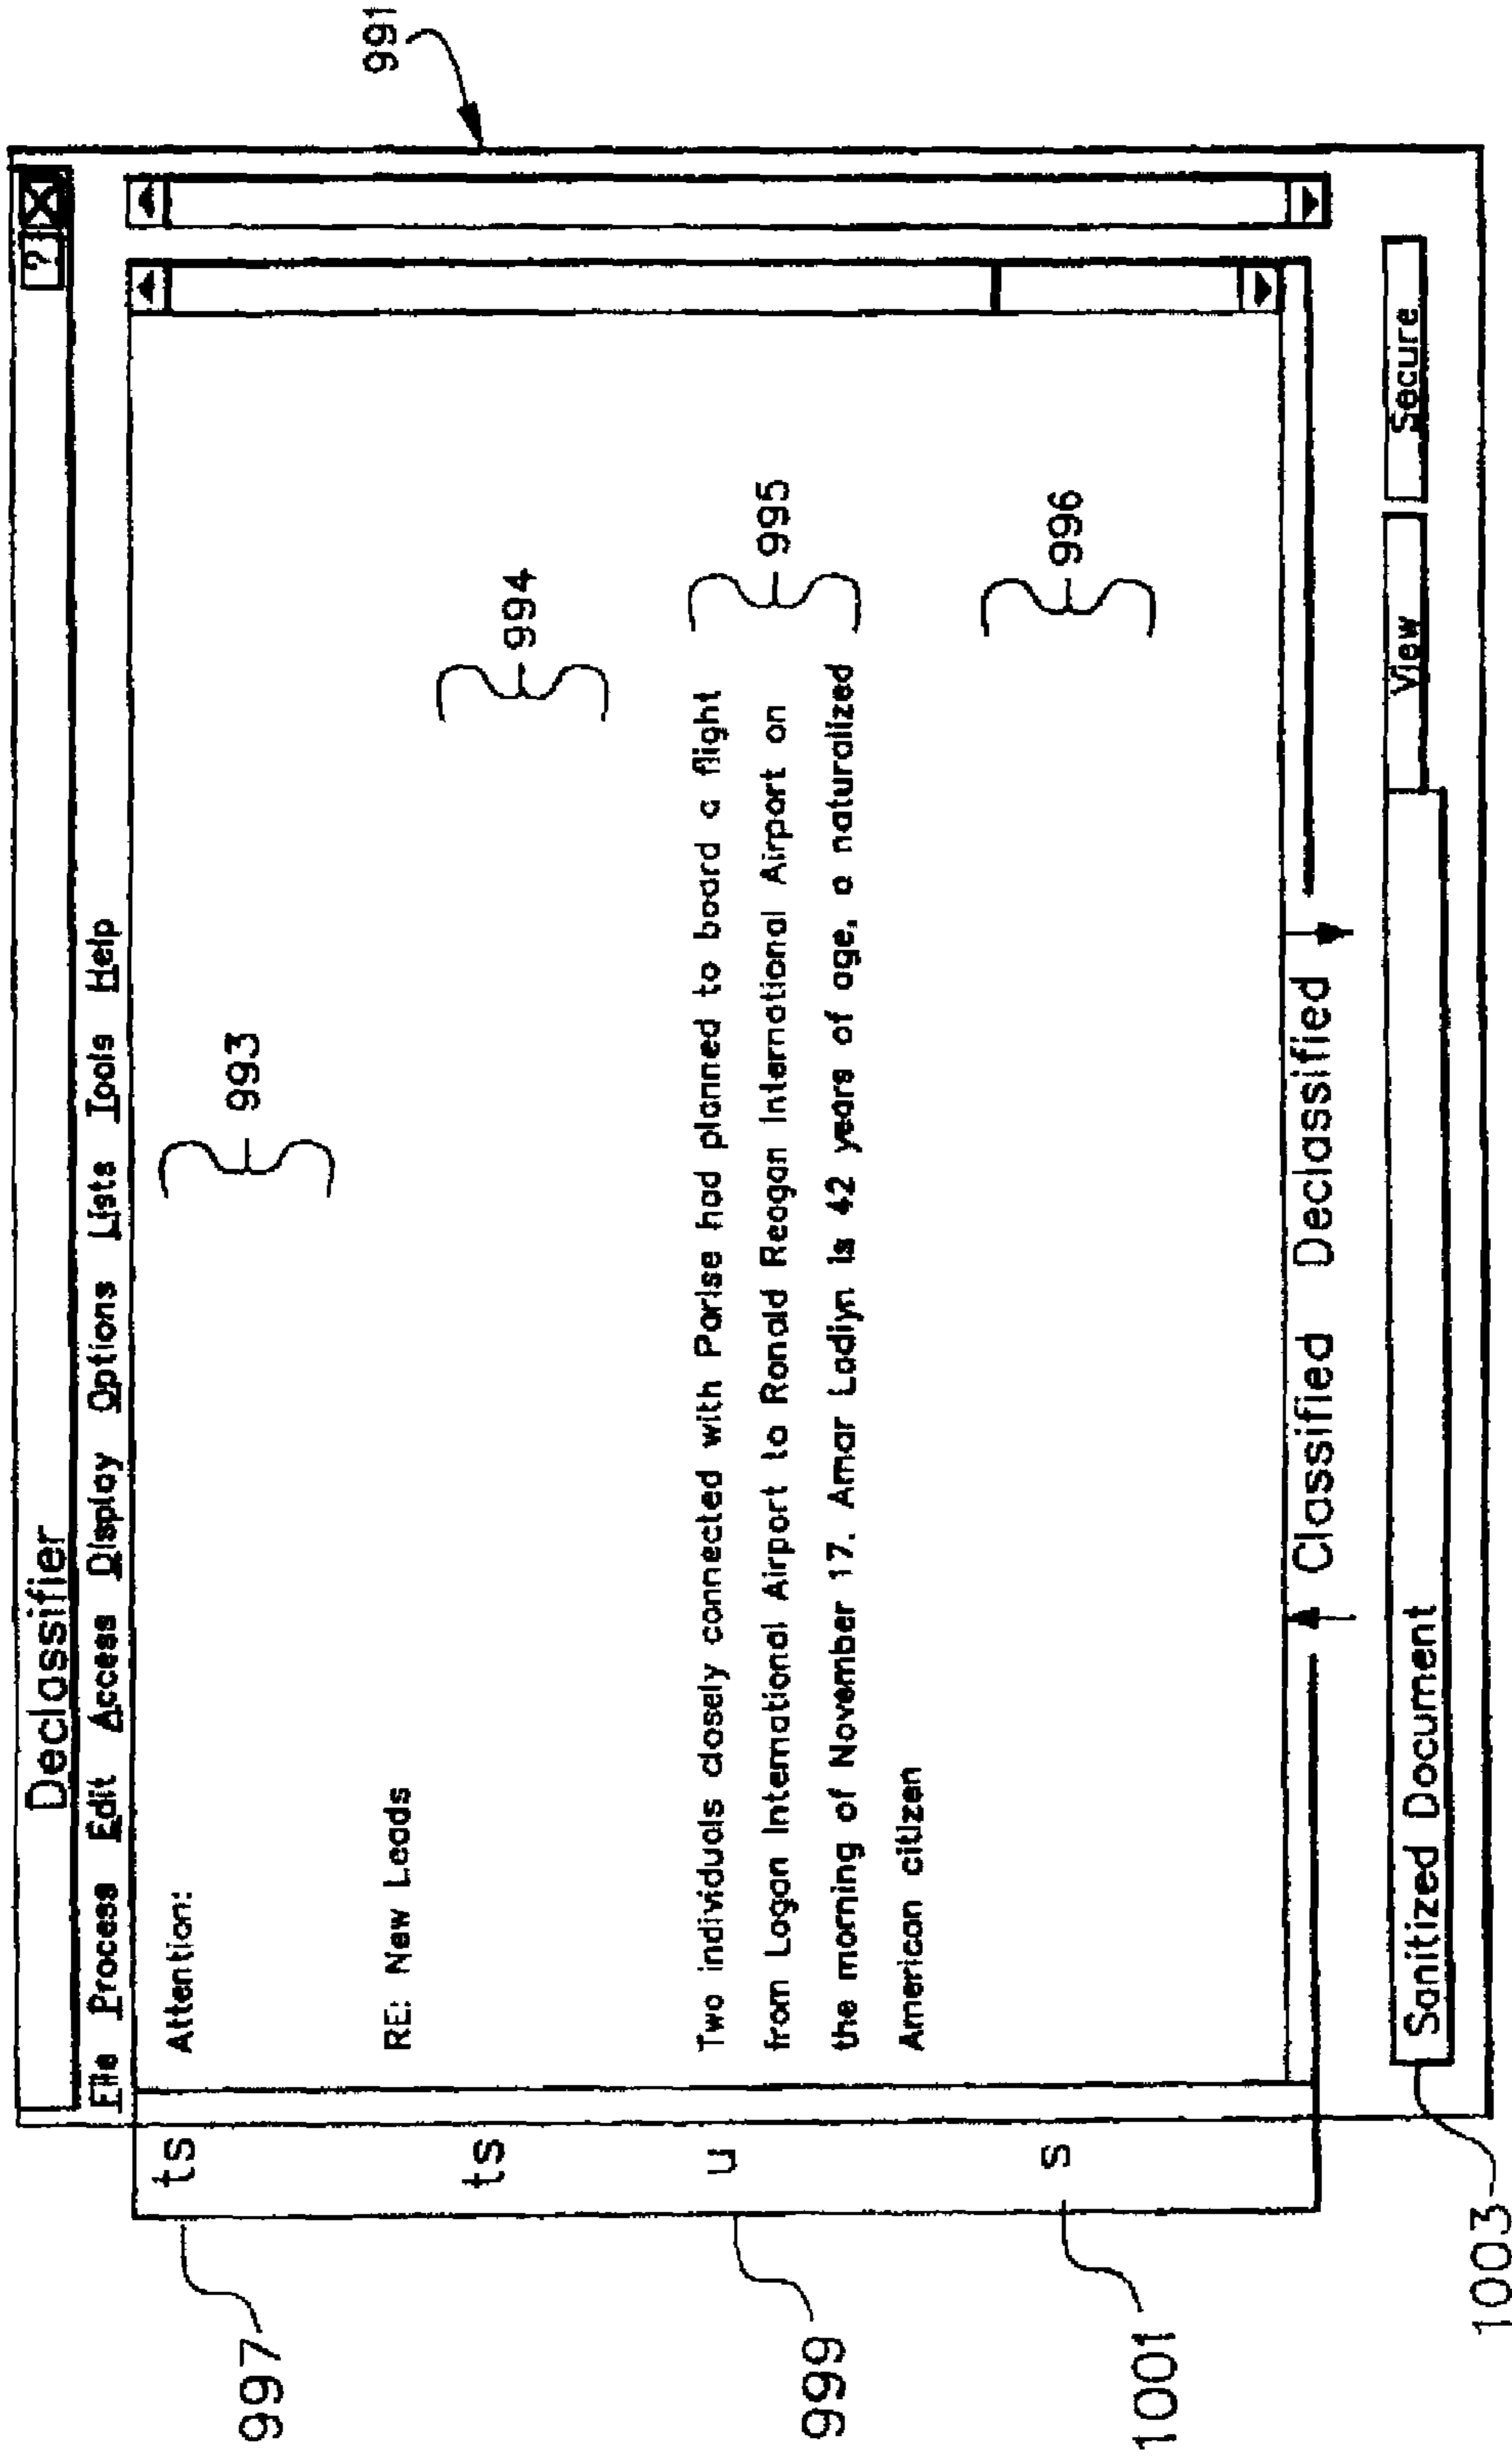 Declassifier
? X
File Process Edit Access Display Options Lists Tools Help
991
ts
Attention:
993
997
RE: New Leads
ts
994
u
Two individuals closely connected with Parise had planned to board a flight
from Logan International Airport to Ronald Reagan International Airport on
the morning of November 17. Amar Ladiyn is 42 years of age, a naturalized
American citizen
995
999
s
996
1001
Classified Declassified
Sanitized Document
View
Secure
1003